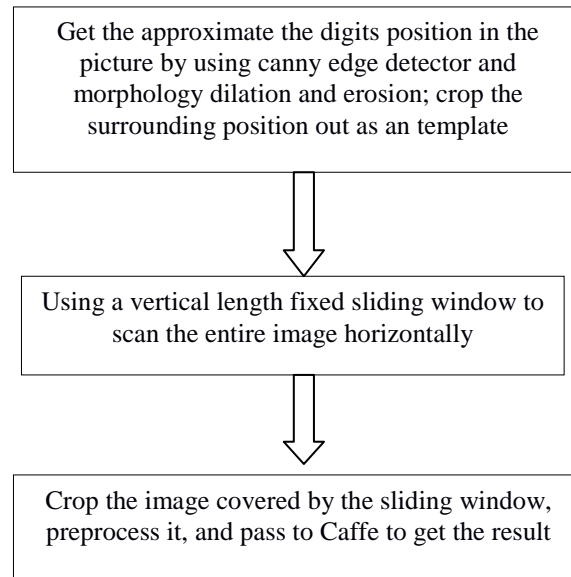 Get the approximate the digits position in the
picture by using canny edge detector and
morphology dilation and erosion; crop the
surrounding position out as an template
Using a vertical length fixed sliding window to
scan the entire image horizontally
Crop the image covered by the sliding window,
preprocess it, and pass to Caffe to get the result